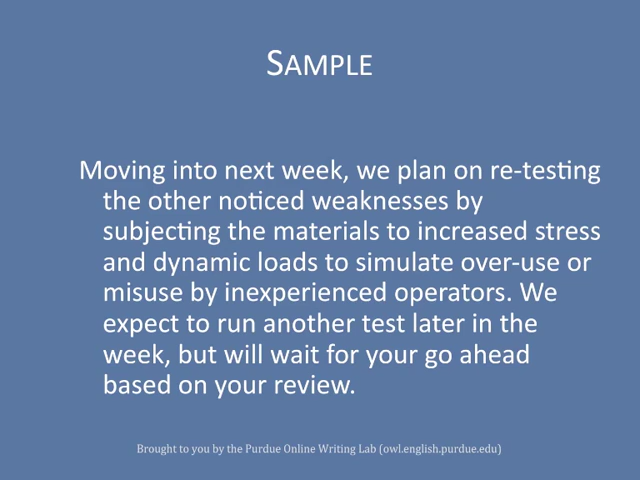 SAMPLE
Moving into next week, we plan on re-testing
the other noticed weaknesses by
subjecting the materials to increased stress
and dynamic loads to simulate over-use or
misuse by inexperienced operators. We
expect to run another test later in the
week, but will wait for your go ahead
based on your review.
Brought to you by the Purdue Online Writing Lab (owl.english.purdue.edu)